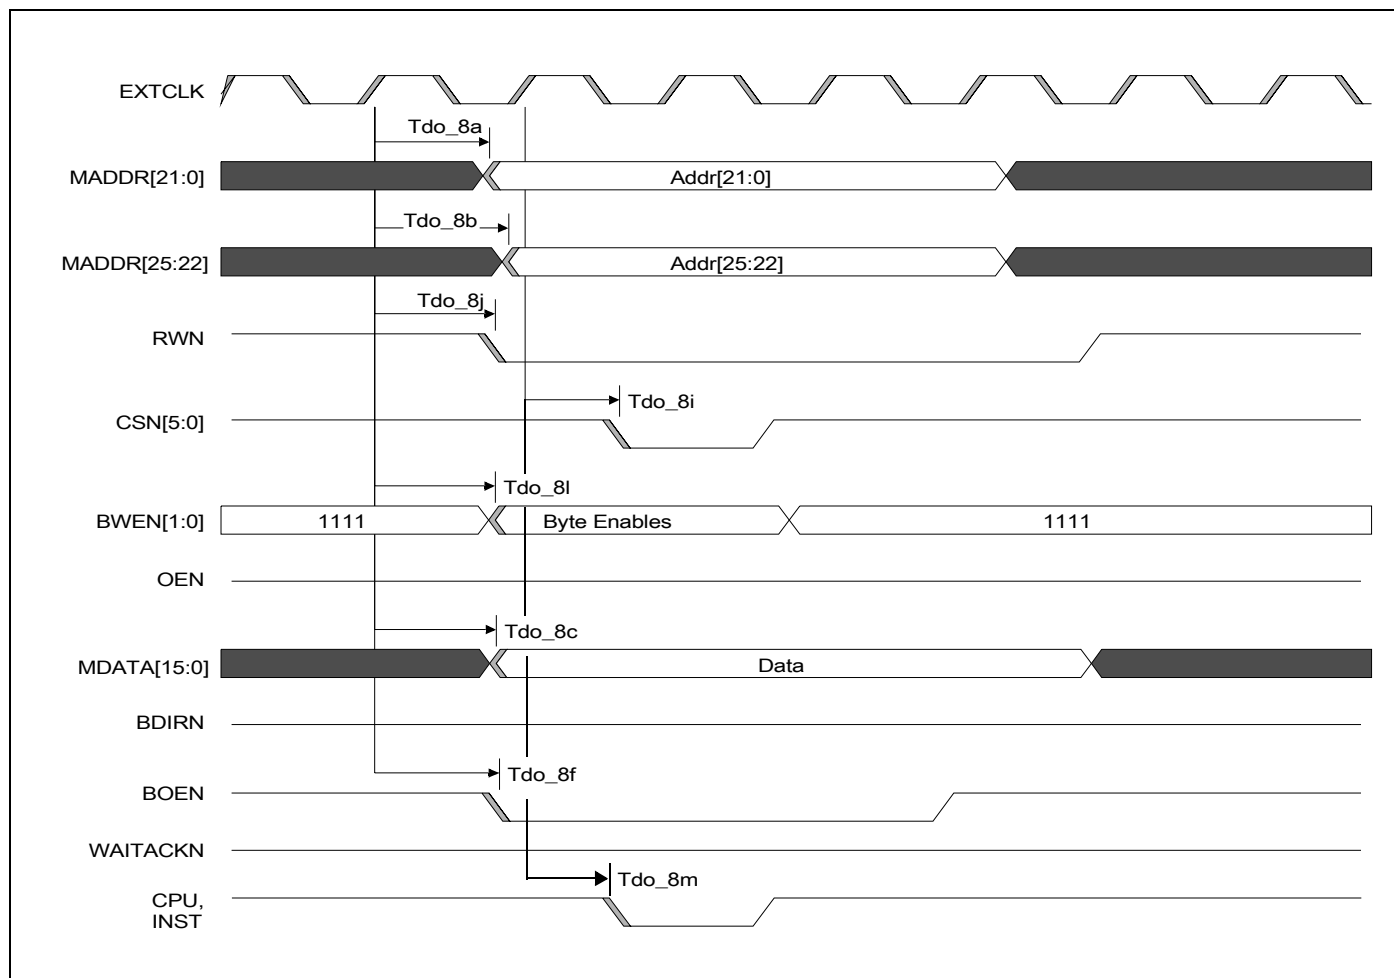 EXTCLK
Tdo_8a
MADDR[21:0]
Addr[21:0]
Tdo_8b
MADDR[25:22]
Addr[25:22]
Tdo_8j
RWN
Tdo_8i
CSN[5:0]
Tdo_8l
BWEN[1:0]
1111
Byte Enables
1111
OEN
Tdo_8c
MDATA[15:0]
Data
BDIRN
Tdo_8f
BOEN
WAITACKN
Tdo_8m
CPU,
INST